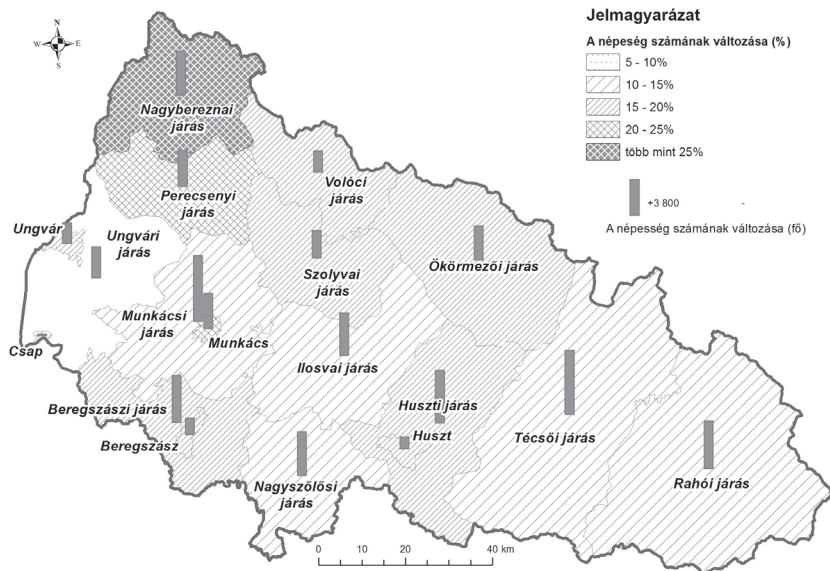 N
W E
S
Jelmagyarázat
A népeség számának változása (%)
5 - 10%
10 - 15%
15 - 20%
20 - 25%
több mint 25%
+3 800 -
A népesség számának változása (fő)
Nagybereznai
járás
Perecsenyi
járás
Volóci
járás
Ungvár
Ungvári
járás
Szolyvai
járás
Ökörmezői járás
Munkácsi
járás
Munkács
Csap
Ilosvai járás
Beregszászi járás
Beregszász
Huszti járás
Huszt
Técsői járás
Nagyszőlősi
járás
Rahói járás
0 20 40 km